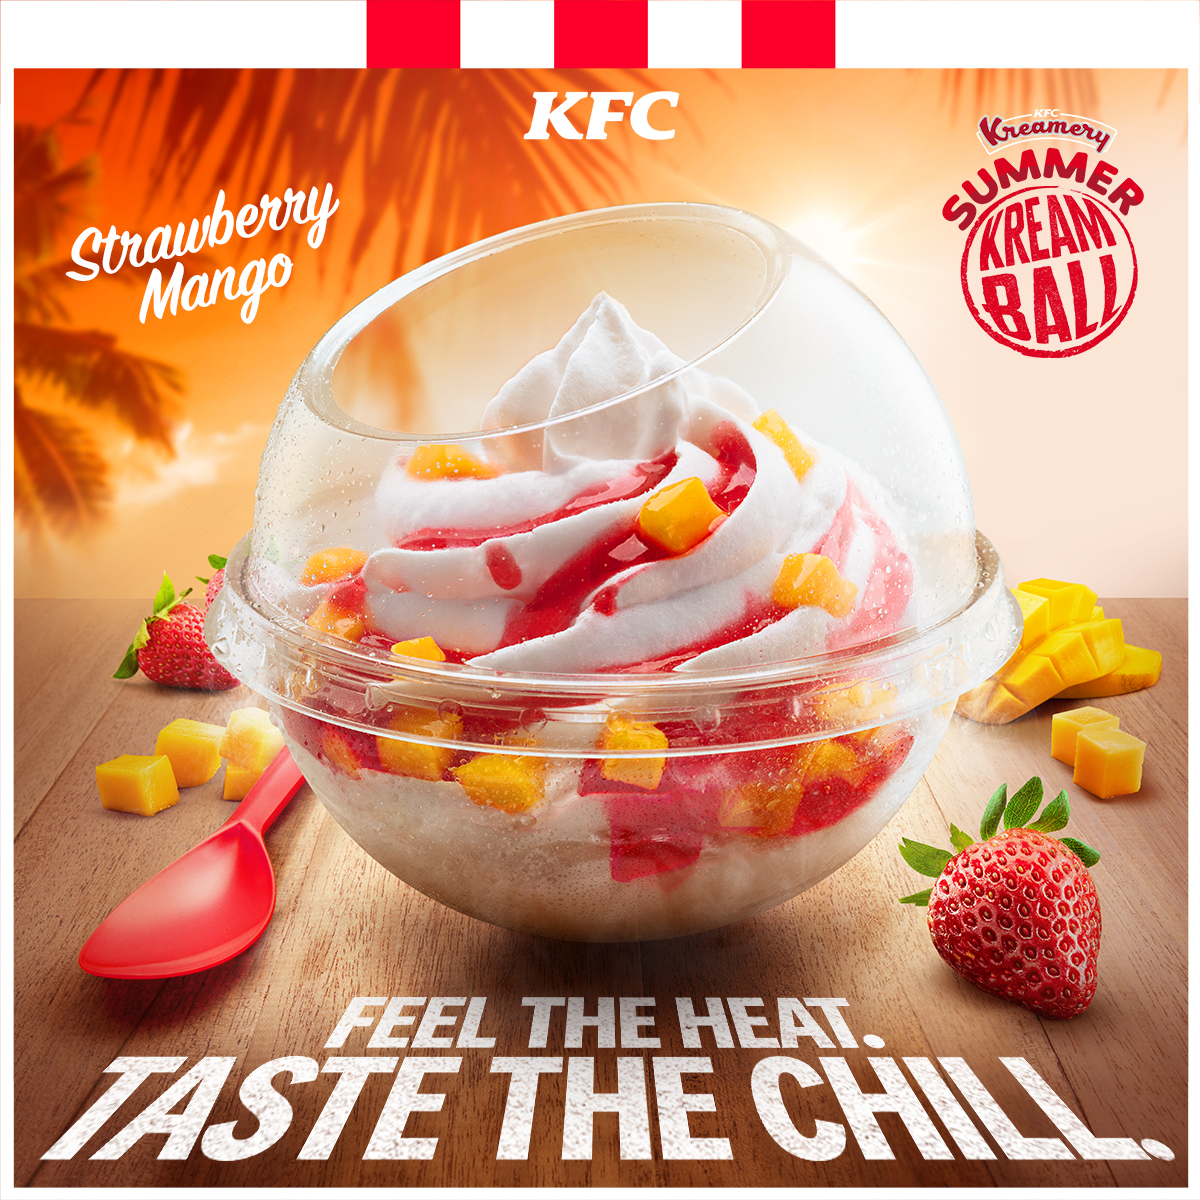 KFC
Strawberry
Mango
KFC
Kreamery
SUMMER
KREAM
BALL
FEEL THE HEAT.
TASTE THE CHILL.